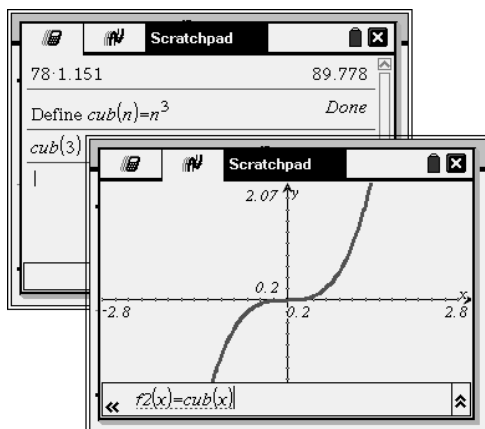 Scratchpad
78·1.151 89.778
Define cub(n)=n³ Done
cub(3)
Scratchpad
2.07 y
0.2
x
-2.8 0.2 2.8
« f2(x)=cub(x)